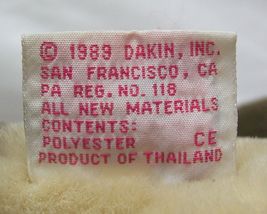 © 1989 DAKIN, INC.
SAN FRANCISCO, CA
PA REG. NO. 118
ALL NEW MATERIALS
CONTENTS:
POLYESTER CE
PRODUCT OF THAILAND